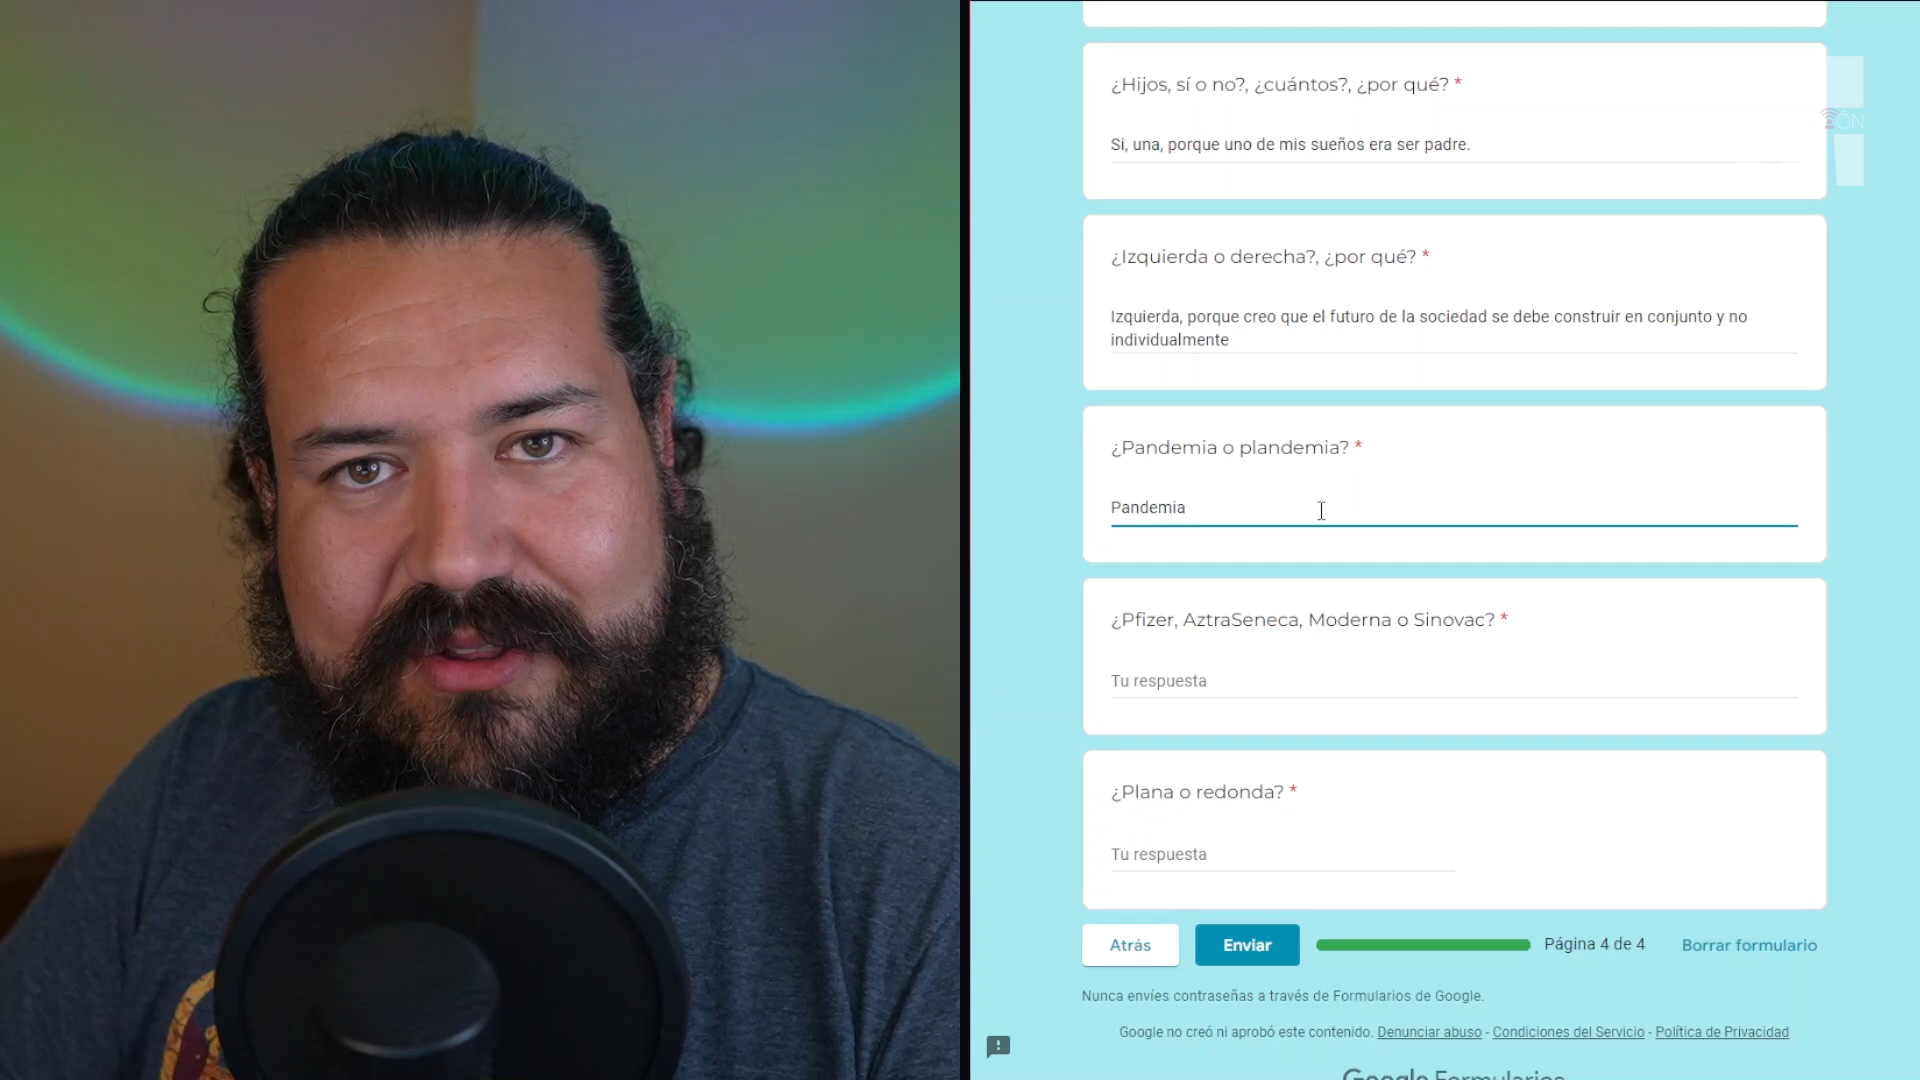 ¿Hijos, sí o no?, ¿cuántos?, ¿por qué? *
Si, una, porque uno de mis sueños era ser padre.
ON
¿Izquierda o derecha?, ¿por qué? *
Izquierda, porque creo que el futuro de la sociedad se debe construir en conjunto y no
individualmente
¿Pandemia o plandemia? *
Pandemia
¿Pfizer, AztraSeneca, Moderna o Sinovac? *
Tu respuesta
¿Plana o redonda? *
Tu respuesta
Atrás
Enviar
Página 4 de 4
Borrar formulario
Nunca envíes contraseñas a través de Formularios de Google.
Google no creó ni aprobó este contenido. Denunciar abuso - Condiciones del Servicio - Política de Privacidad
Google Formularios